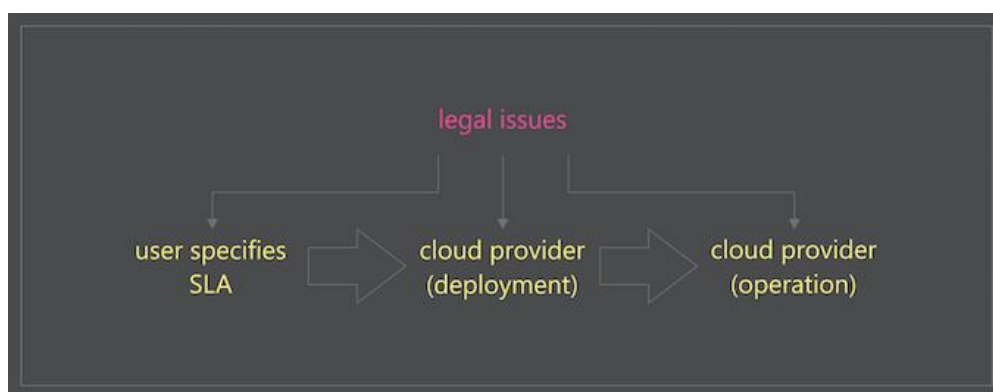 legal issues
user specifies
SLA
cloud provider
(deployment)
cloud provider
(operation)